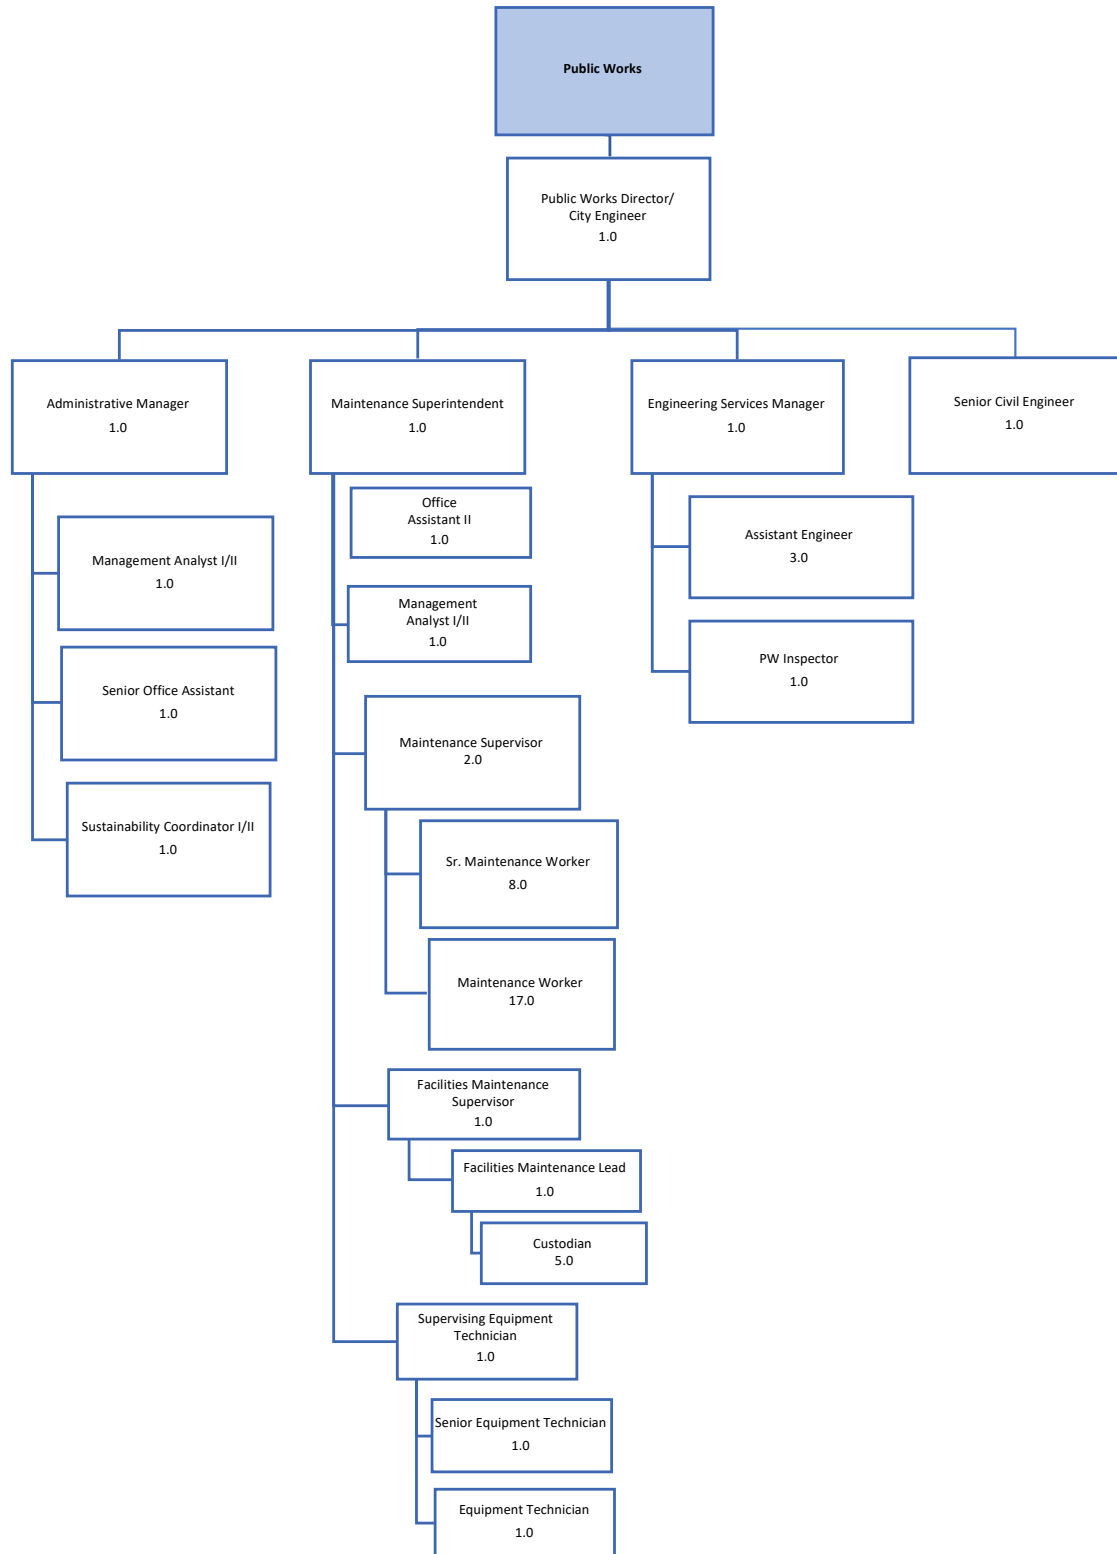 Public Works
Public Works Director/
City Engineer
1.0
Administrative Manager
1.0
Maintenance Superintendent
1.0
Engineering Services Manager
1.0
Senior Civil Engineer
1.0
Management Analyst I/II
1.0
Senior Office Assistant
1.0
Sustainability Coordinator I/II
1.0
Office
Assistant II
1.0
Management
Analyst I/II
1.0
Maintenance Supervisor
2.0
Sr. Maintenance Worker
8.0
Maintenance Worker
17.0
Facilities Maintenance
Supervisor
1.0
Facilities Maintenance Lead
1.0
Custodian
5.0
Supervising Equipment
Technician
1.0
Senior Equipment Technician
1.0
Equipment Technician
1.0
Assistant Engineer
3.0
PW Inspector
1.0